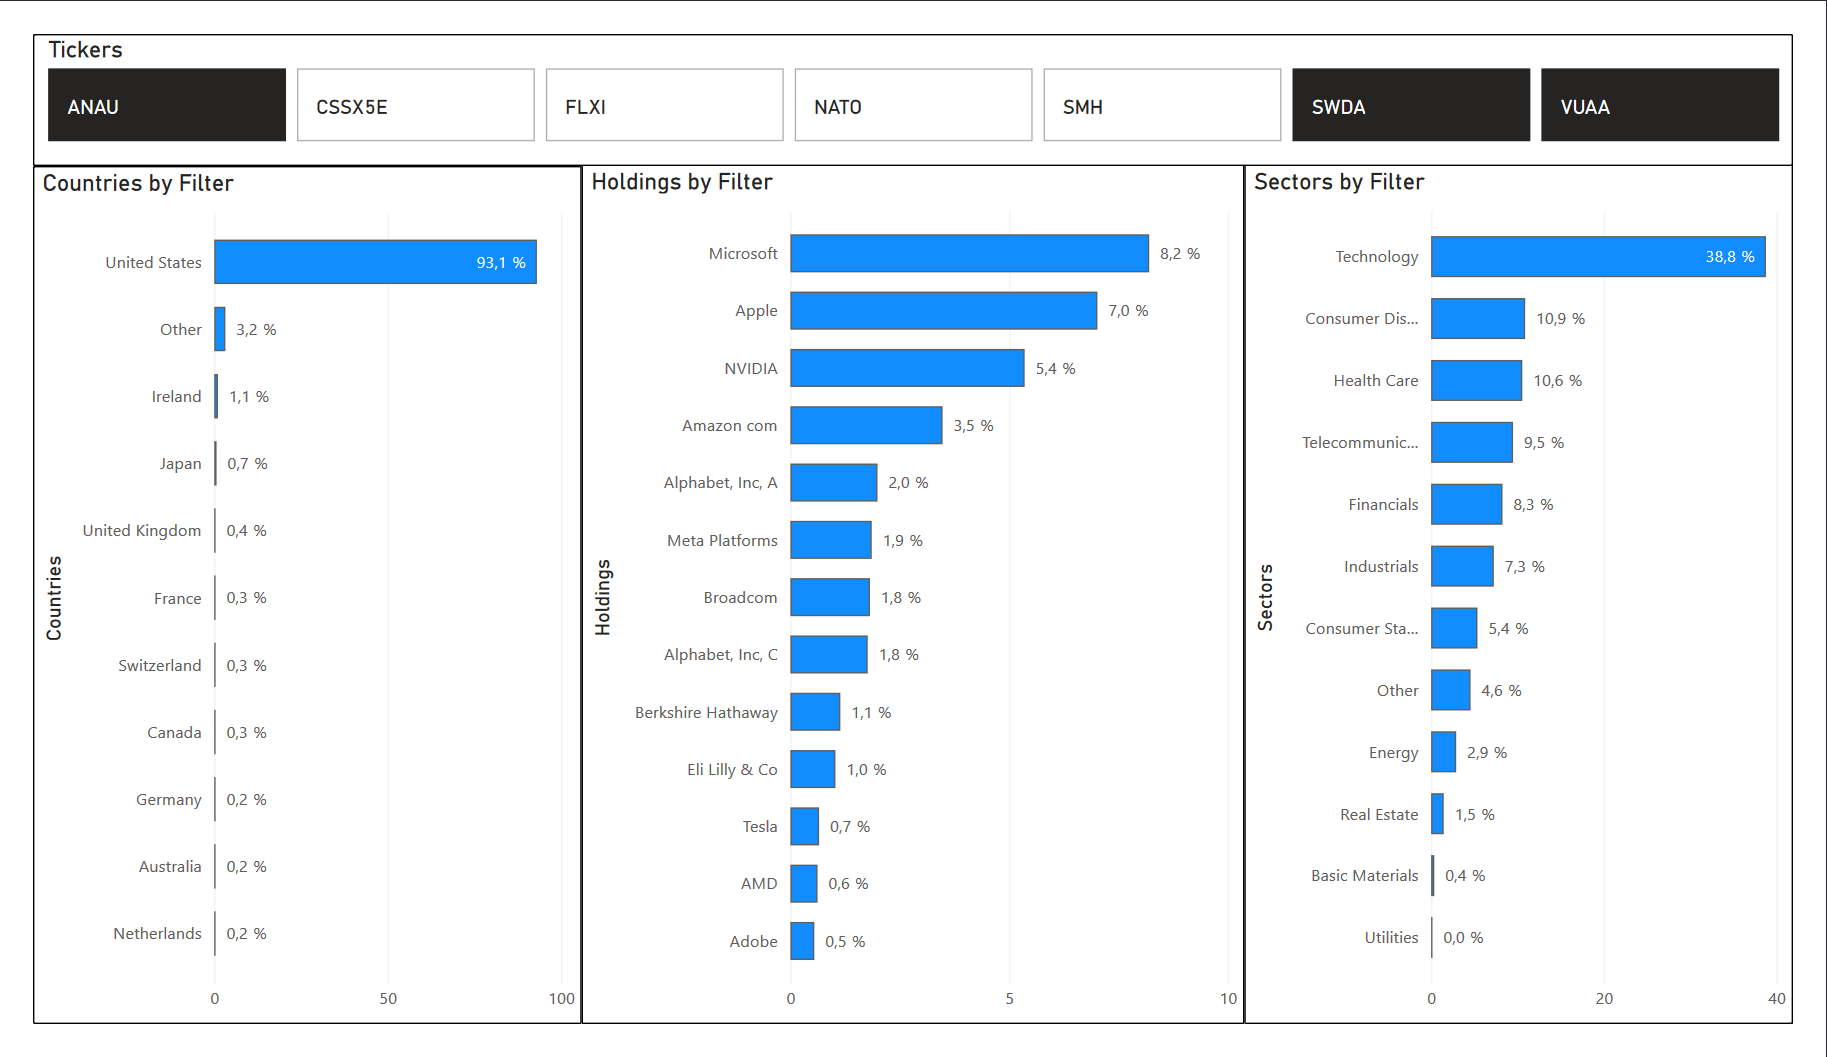 Tickers
ANAU
CSSX5E
FLXI
NATO
SMH
SWDA
VUAA
Countries by Filter
Countries
United States
93,1 %
Other
3,2 %
Ireland
1,1 %
Japan
0,7 %
United Kingdom
0,4 %
France
0,3 %
Switzerland
0,3 %
Canada
0,3 %
Germany
0,2 %
Australia
0,2 %
Netherlands
0,2 %
0
50
100
Holdings by Filter
Holdings
Microsoft
8,2 %
Apple
7,0 %
NVIDIA
5,4 %
Amazon com
3,5 %
Alphabet, Inc, A
2,0 %
Meta Platforms
1,9 %
Broadcom
1,8 %
Alphabet, Inc, C
1,8 %
Berkshire Hathaway
1,1 %
Eli Lilly & Co
1,0 %
Tesla
0,7 %
AMD
0,6 %
Adobe
0,5 %
0
5
10
Sectors by Filter
Sectors
Technology
38,8 %
Consumer Dis...
10,9 %
Health Care
10,6 %
Telecommunic...
9,5 %
Financials
8,3 %
Industrials
7,3 %
Consumer Sta...
5,4 %
Other
4,6 %
Energy
2,9 %
Real Estate
1,5 %
Basic Materials
0,4 %
Utilities
0,0 %
0
20
40